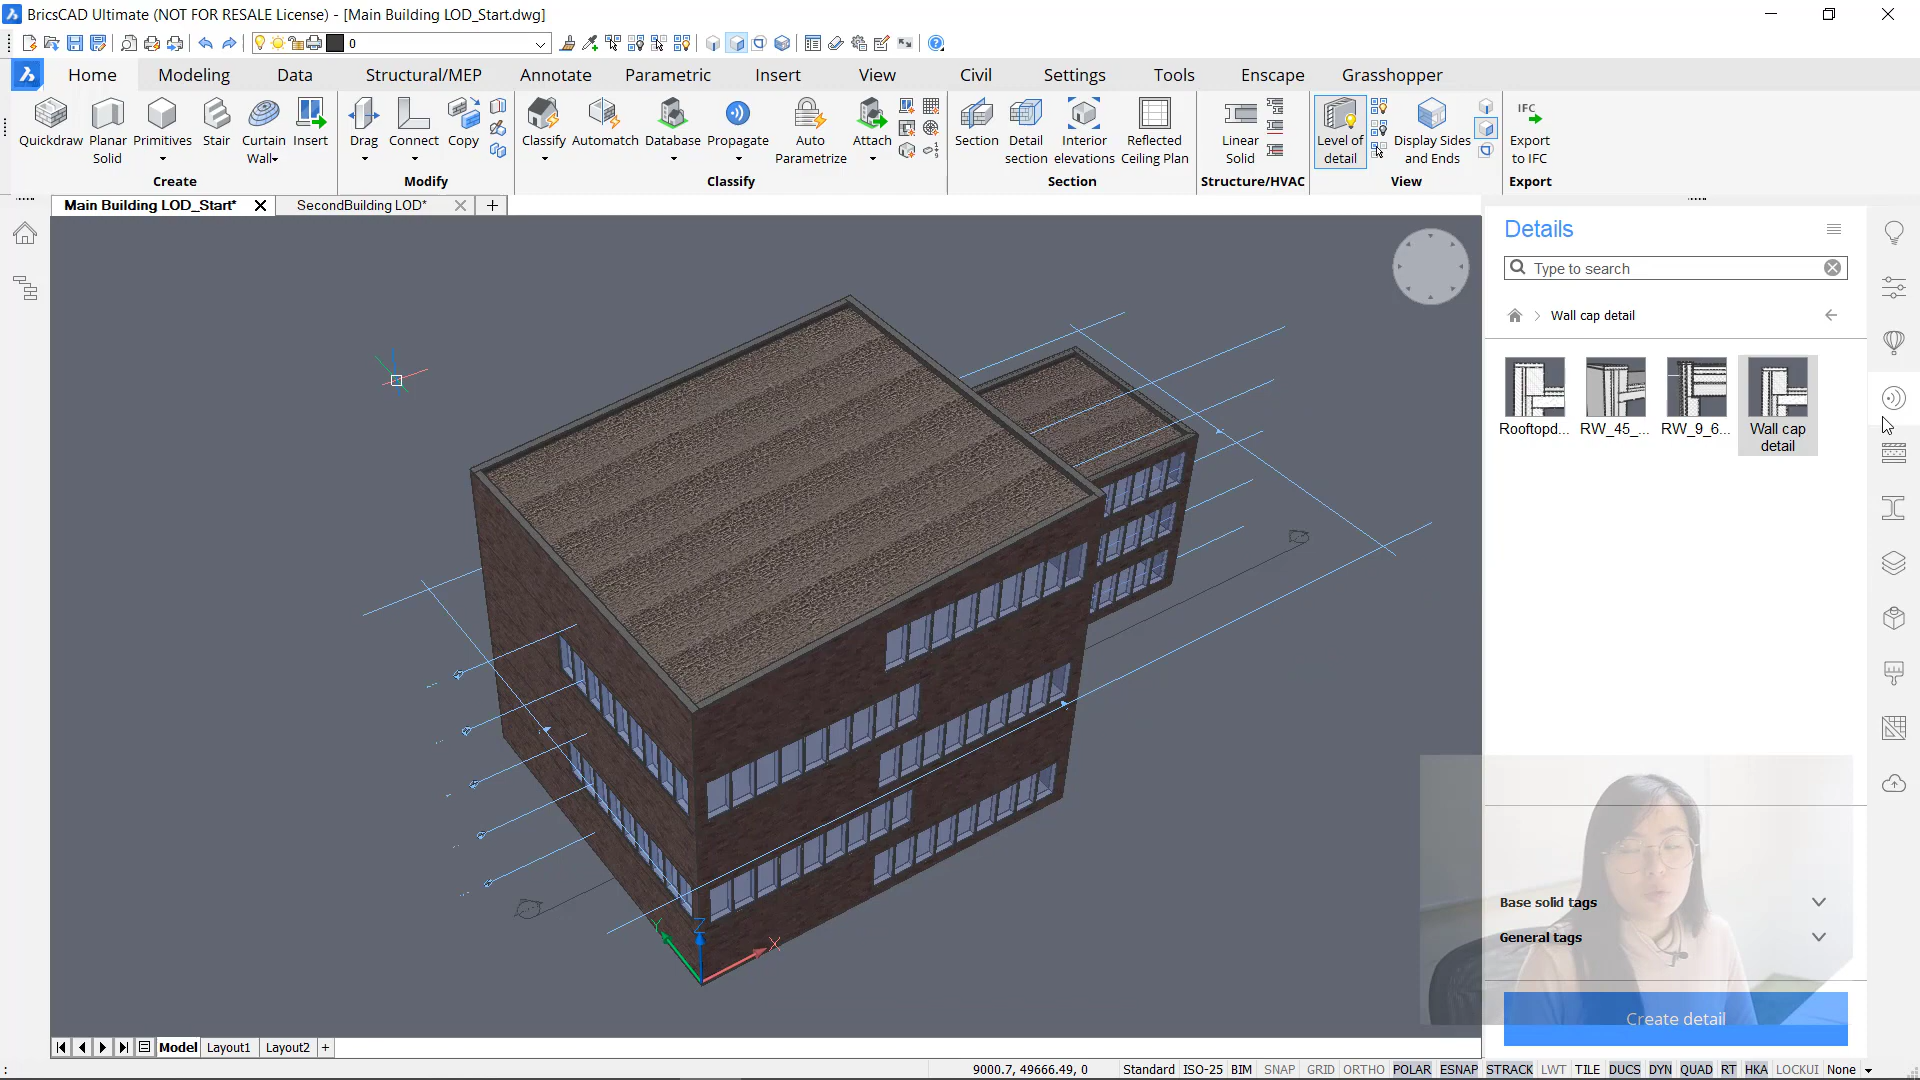 BricsCAD Ultimate (NOT FOR RESALE License) - [Main Building LOD_Start.dwg]
0
Home Modeling Data Structural/MEP Annotate Parametric Insert View Civil Settings Tools Enscape Grasshopper
Quickdraw Planar Solid Primitives Stair Curtain Wall Insert
Create
Drag Connect Copy
Modify
Classify Automatch Database Propagate Auto Parametrize Attach
Classify
Section Detail section Interior elevations Reflected Ceiling Plan
Section
Linear Solid
Structure/HVAC
Level of detail Display Sides and Ends
View
IFC
Export to IFC
Export
Main Building LOD_Start* SecondBuilding LOD* +
Details
Type to search
Wall cap detail
Rooftopd... RW_45_... RW_9_6... Wall cap detail
Base solid tags
General tags
Create detail
X
Y
Z
Model Layout1 Layout2 +
: 9000.7, 49666.49, 0 Standard ISO-25 BIM SNAP GRID ORTHO POLAR ESNAP STRACK LWT TILE DUCS DYN QUAD RT HKA LOCKUI None